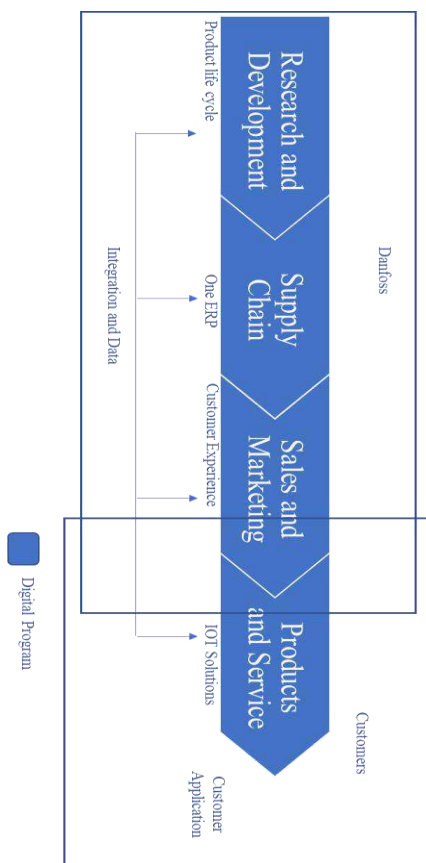 Danfoss
Customers
Research and
Development
Supply
Chain
Sales and
Marketing
Products
and Service
Product life cycle
One ERP
Customer Experience
IOT Solutions
Customer
Application
Integration and Data
Digital Program